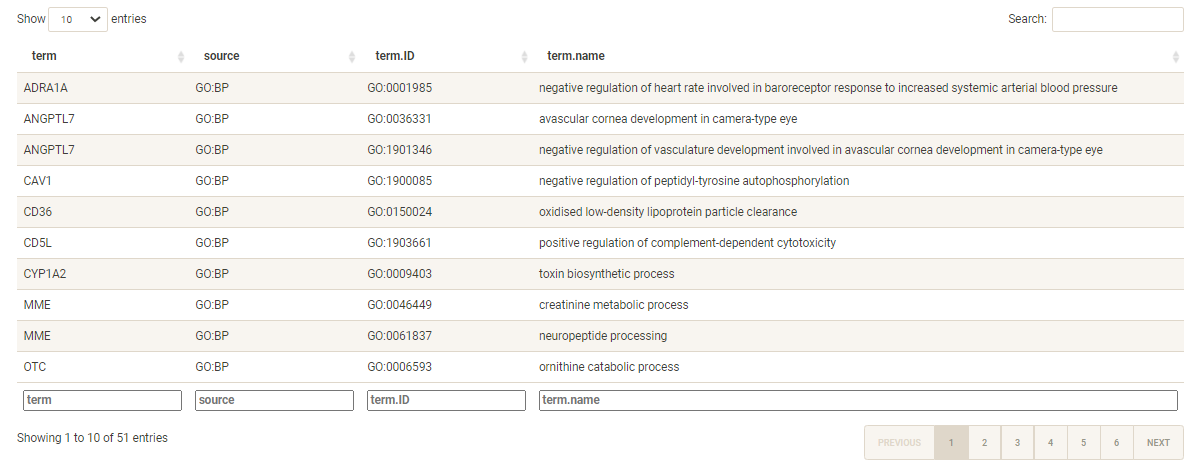 Show 10 entries Search:
term source term.ID term.name
ADRA1A GO:BP GO:0001985 negative regulation of heart rate involved in baroreceptor response to increased systemic arterial blood pressure
ANGPTL7 GO:BP GO:0036331 avascular cornea development in camera-type eye
ANGPTL7 GO:BP GO:1901346 negative regulation of vasculature development involved in avascular cornea development in camera-type eye
CAV1 GO:BP GO:1900085 negative regulation of peptidyl-tyrosine autophosphorylation
CD36 GO:BP GO:0150024 oxidised low-density lipoprotein particle clearance
CD5L GO:BP GO:1903661 positive regulation of complement-dependent cytotoxicity
CYP1A2 GO:BP GO:0009403 toxin biosynthetic process
MME GO:BP GO:0046449 creatinine metabolic process
MME GO:BP GO:0061837 neuropeptide processing
OTC GO:BP GO:0006593 ornithine catabolic process
term source term.ID term.name
Showing 1 to 10 of 51 entries PREVIOUS 1 2 3 4 5 6 NEXT